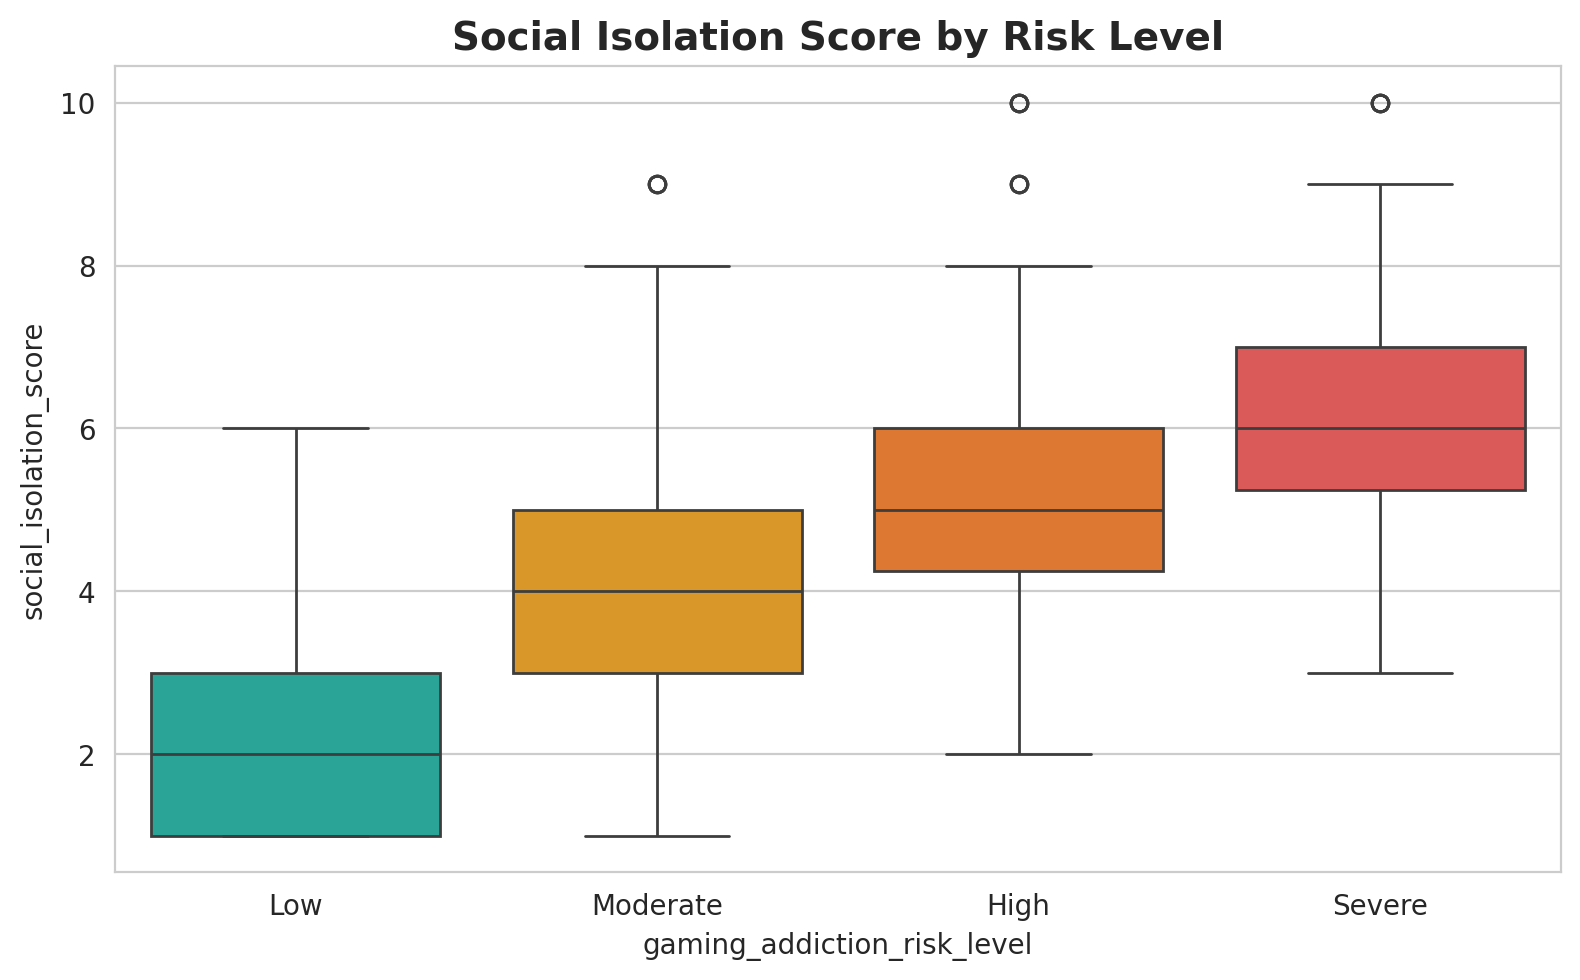 Social Isolation Score by Risk Level
social_isolation_score
10
8
6
4
2
Low Moderate High Severe
gaming_addiction_risk_level